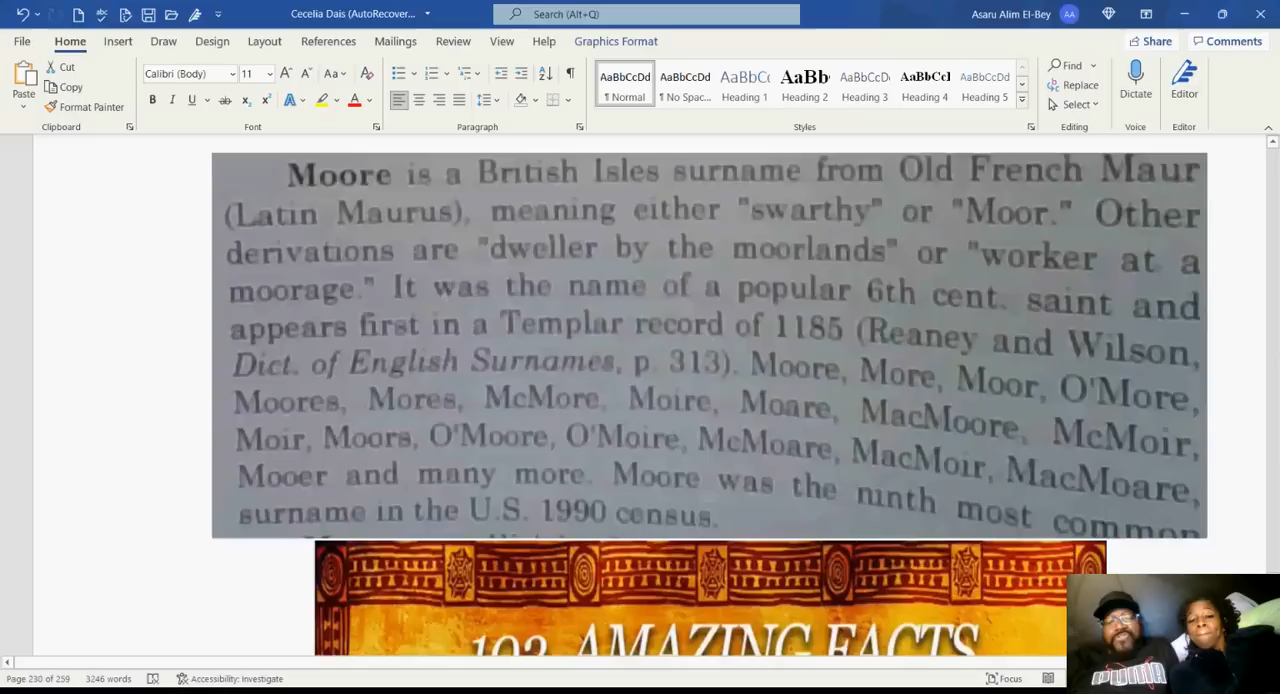 Cecelia Dais (AutoRecover...
Search (Alt+Q)
Asaru Alim El-Bey
AA
File Home Insert Draw Design Layout References Mailings Review View Help Graphics Format
Share Comments
Paste
Cut
Copy
Format Painter
Calibri (Body) 11
AaBbCcDd AaBbCcDd AaBbCc AaBb AaBbCcD AaBbCcI AaBbCcDd
¶ Normal ¶ No Spac... Heading 1 Heading 2 Heading 3 Heading 4 Heading 5
Find
Replace
Select
Dictate
Editor
Clipboard Font Paragraph Styles Editing Voice Editor
Moore is a British Isles surname from Old French Maur
(Latin Maurus), meaning either "swarthy" or "Moor." Other
derivations are "dweller by the moorlands" or "worker at a
moorage." It was the name of a popular 6th cent. saint and
appears first in a Templar record of 1185 (Reaney and Wilson,
Dict. of English Surnames, p. 313). Moore, More, Moor, O'More,
Moores, Mores, McMore, Moire, Moare, MacMoore, McMoir,
Moir, Moors, O'Moore, O'Moire, McMoare, MacMoir, MacMoare,
Mooer and many more. Moore was the ninth most common
surname in the U.S. 1990 census.
AMAZING FACTS
PUMA
Page 230 of 259 3246 words Accessibility: Investigate Focus